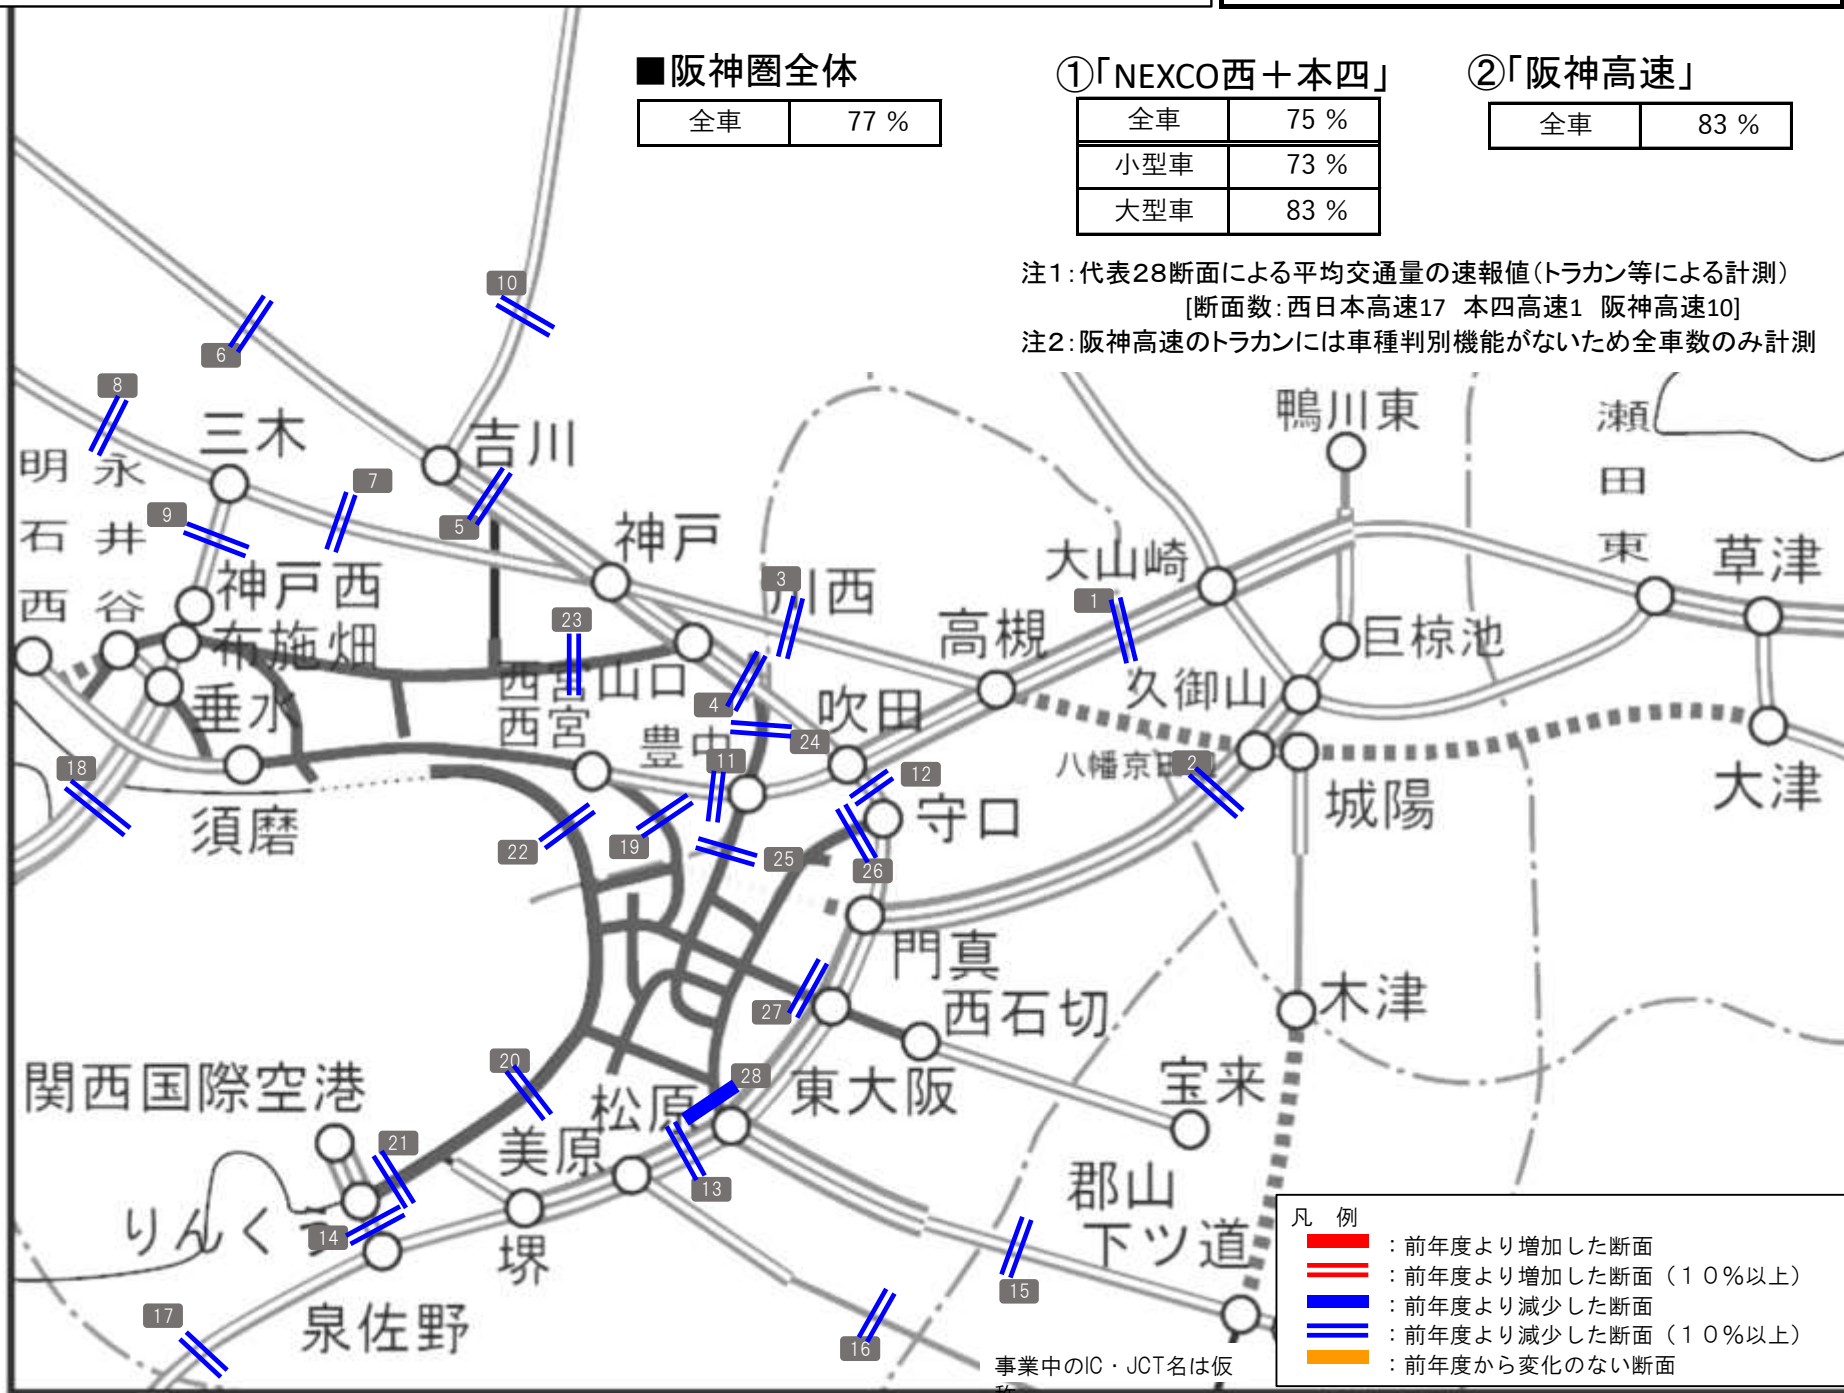 ■阪神圏全体
全車 77 %
①「NEXCO西＋本四」
全車 75 %
小型車 73 %
大型車 83 %
②「阪神高速」
全車 83 %
注1：代表28断面による平均交通量の速報値（トラカン等による計測）
[断面数：西日本高速17 本四高速1 阪神高速10]
注2：阪神高速のトラカンには車種判別機能がないため全車数のみ計測
10
6
8
三木
吉川
鴨川東
瀬田東
明石西
永井谷
7
9
5
神戸
神戸西
布施畑
川西
3
大山崎
1
草津
23
高槻
巨椋池
西宮山口
久御山
4
垂水
西宮
吹田
豊中
24
18
11
12
2
須磨
守口
城陽
大津
22
19
25
26
門真
27
西石切
木津
20
関西国際空港
松原
28
東大阪
宝来
21
美原
13
郡山
下ツ道
りんくう
14
堺
15
17
泉佐野
16
事業中のIC・JCT名は仮
凡 例
：前年度より増加した断面
：前年度より増加した断面（１０％以上）
：前年度より減少した断面
：前年度より減少した断面（１０％以上）
：前年度から変化のない断面